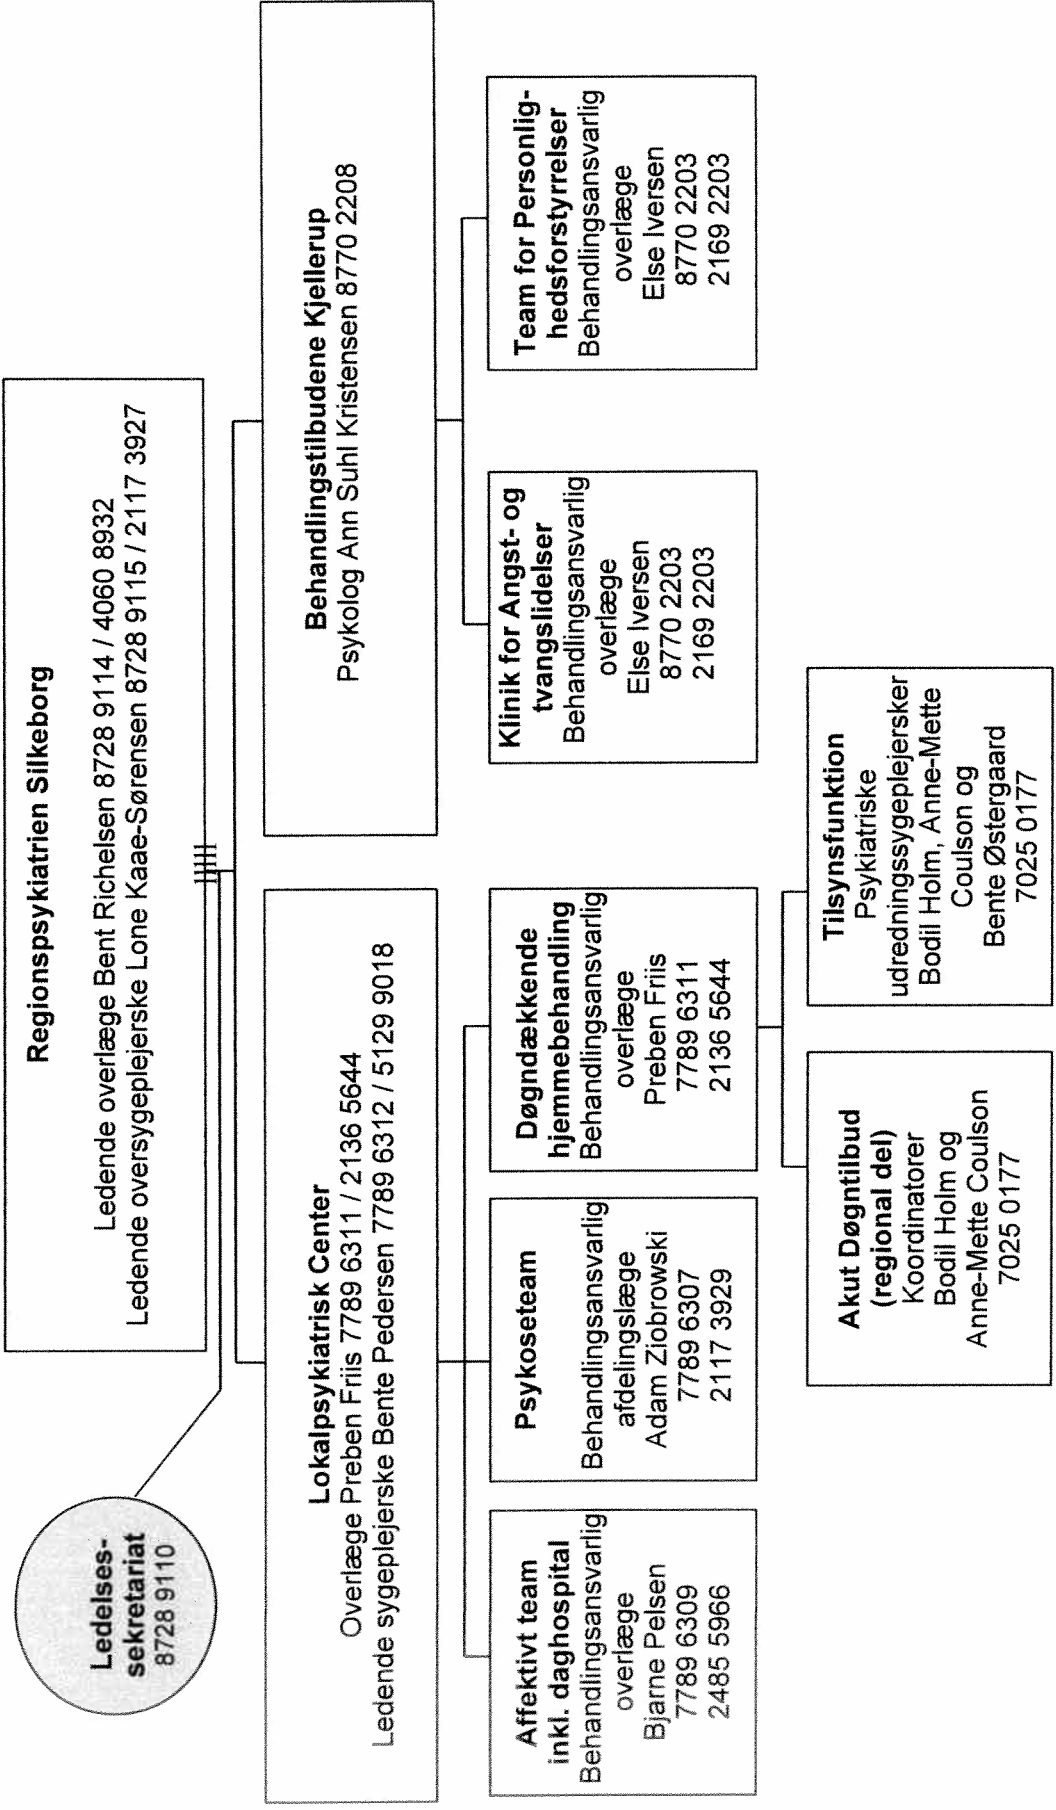 Ledelses-
sekretariat
8728 9110
Regionspsykiatrien Silkeborg
Ledende overlæge Bent Richelsen 8728 9114 / 4060 8932
Ledende oversygeplejerske Lone Kaae-Sørensen 8728 9115 / 2117 3927
Lokalpsykiatrisk Center
Overlæge Preben Friis 7789 6311 / 2136 5644
Ledende sygeplejerske Bente Pedersen 7789 6312 / 5129 9018
Behandlingstilbudene Kjellerup
Psykolog Ann Suhl Kristensen 8770 2208
Affektivt team
inkl. daghospital
Behandlingsansvarlig
overlæge
Bjarne Pelsen
7789 6309
2485 5966
Psykoseteam
Behandlingsansvarlig
afdelingslæge
Adam Ziobrowski
7789 6307
2117 3929
Døgndækkende
hjemmebehandling
Behandlingsansvarlig
overlæge
Preben Friis
7789 6311
2136 5644
Klinik for Angst- og
tvangslidelser
Behandlingsansvarlig
overlæge
Else Iversen
8770 2203
2169 2203
Team for Personlig-
hedsforstyrrelser
Behandlingsansvarlig
overlæge
Else Iversen
8770 2203
2169 2203
Akut Døgntilbud
(regional del)
Koordinatorer
Bodil Holm og
Anne-Mette Coulson
7025 0177
Tilsynsfunktion
Psykiatriske
udredningssygeplejersker
Bodil Holm, Anne-Mette
Coulson og
Bente Østergaard
7025 0177